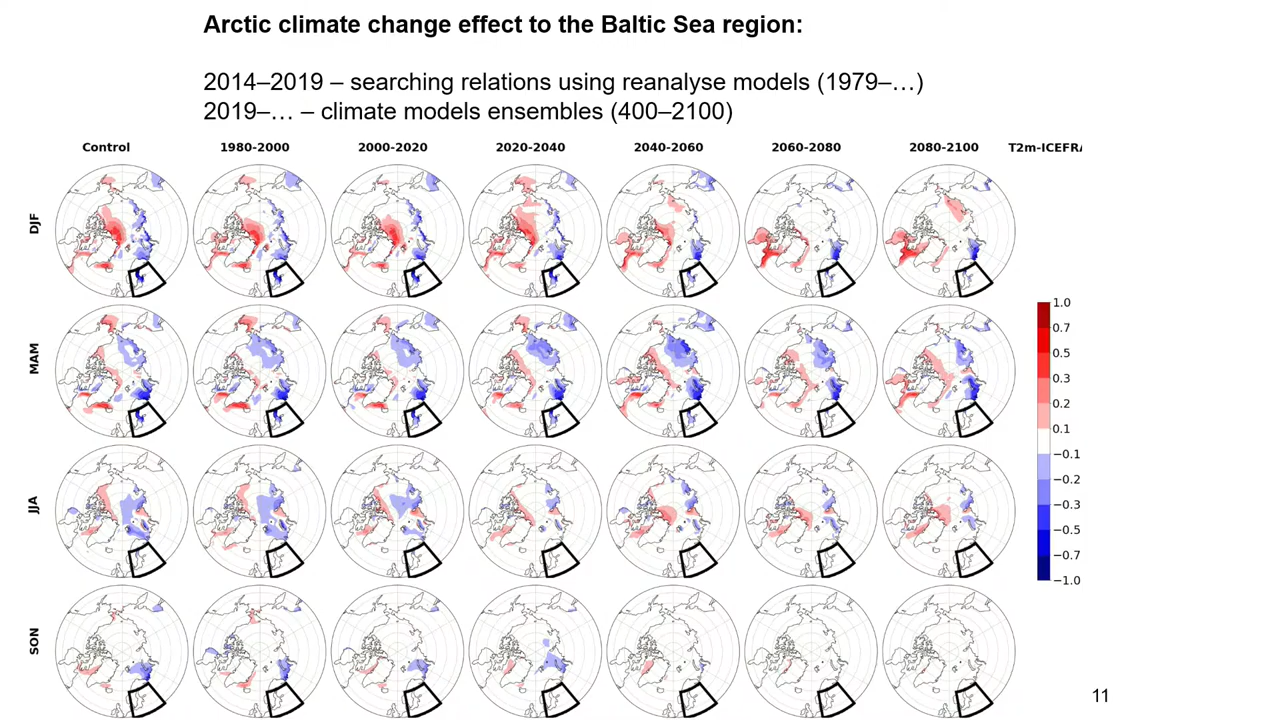 Arctic climate change effect to the Baltic Sea region:
2014–2019 – searching relations using reanalyse models (1979–…)
2019–… – climate models ensembles (400–2100)
Control 1980-2000 2000-2020 2020-2040 2040-2060 2060-2080 2080-2100 T2m-ICEFRA
DJF
MAM
JJA
SON
1.0
0.7
0.5
0.3
0.2
0.1
−0.1
−0.2
−0.3
−0.5
−0.7
−1.0
11